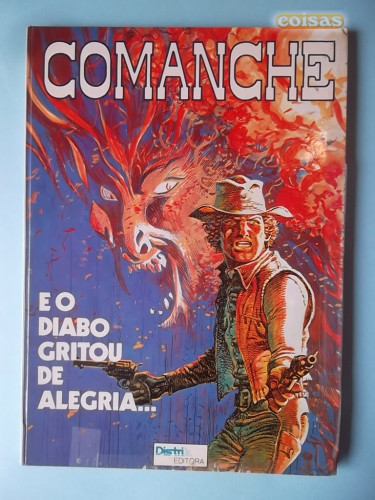 coisas
COMANCHE
E O
DIABO
GRITOU
DE
ALEGRIA...
Distri
EDITORA